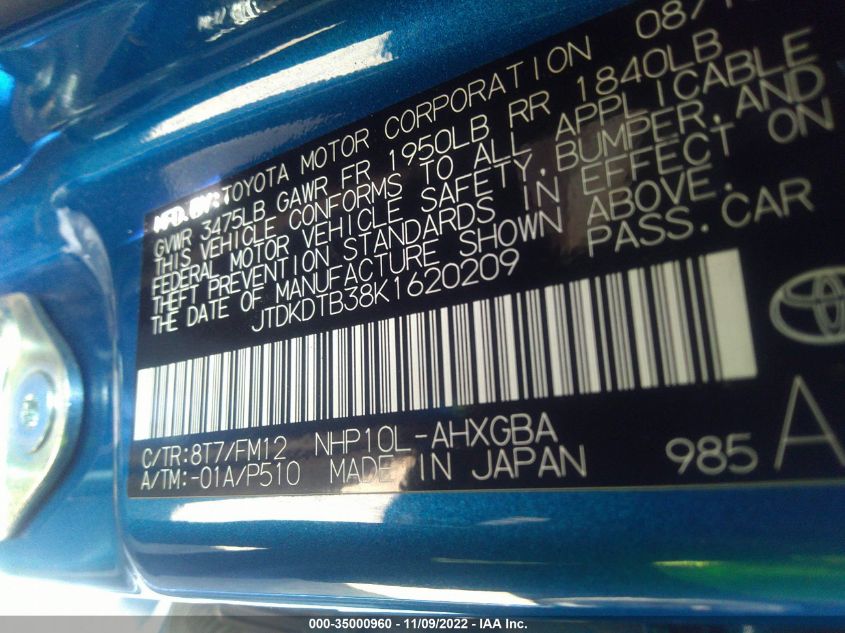 MFD.BY:TOYOTA MOTOR CORPORATION 08/1
GVWR 3475LB GAWR FR 1950LB RR 1840LB
THIS VEHICLE CONFORMS TO ALL APPLICABLE
FEDERAL MOTOR VEHICLE SAFETY,BUMPER,AND
THEFT PREVENTION STANDARDS IN EFFECT ON
THE DATE OF MANUFACTURE SHOWN ABOVE.
JTDKDTB38K1620209 PASS.CAR
C/TR:8T7/FM12 NHP10L-AHXGBA
A/TM:-01A/P510 MADE IN JAPAN 985 A
000-35000960 - 11/09/2022 - IAA Inc.